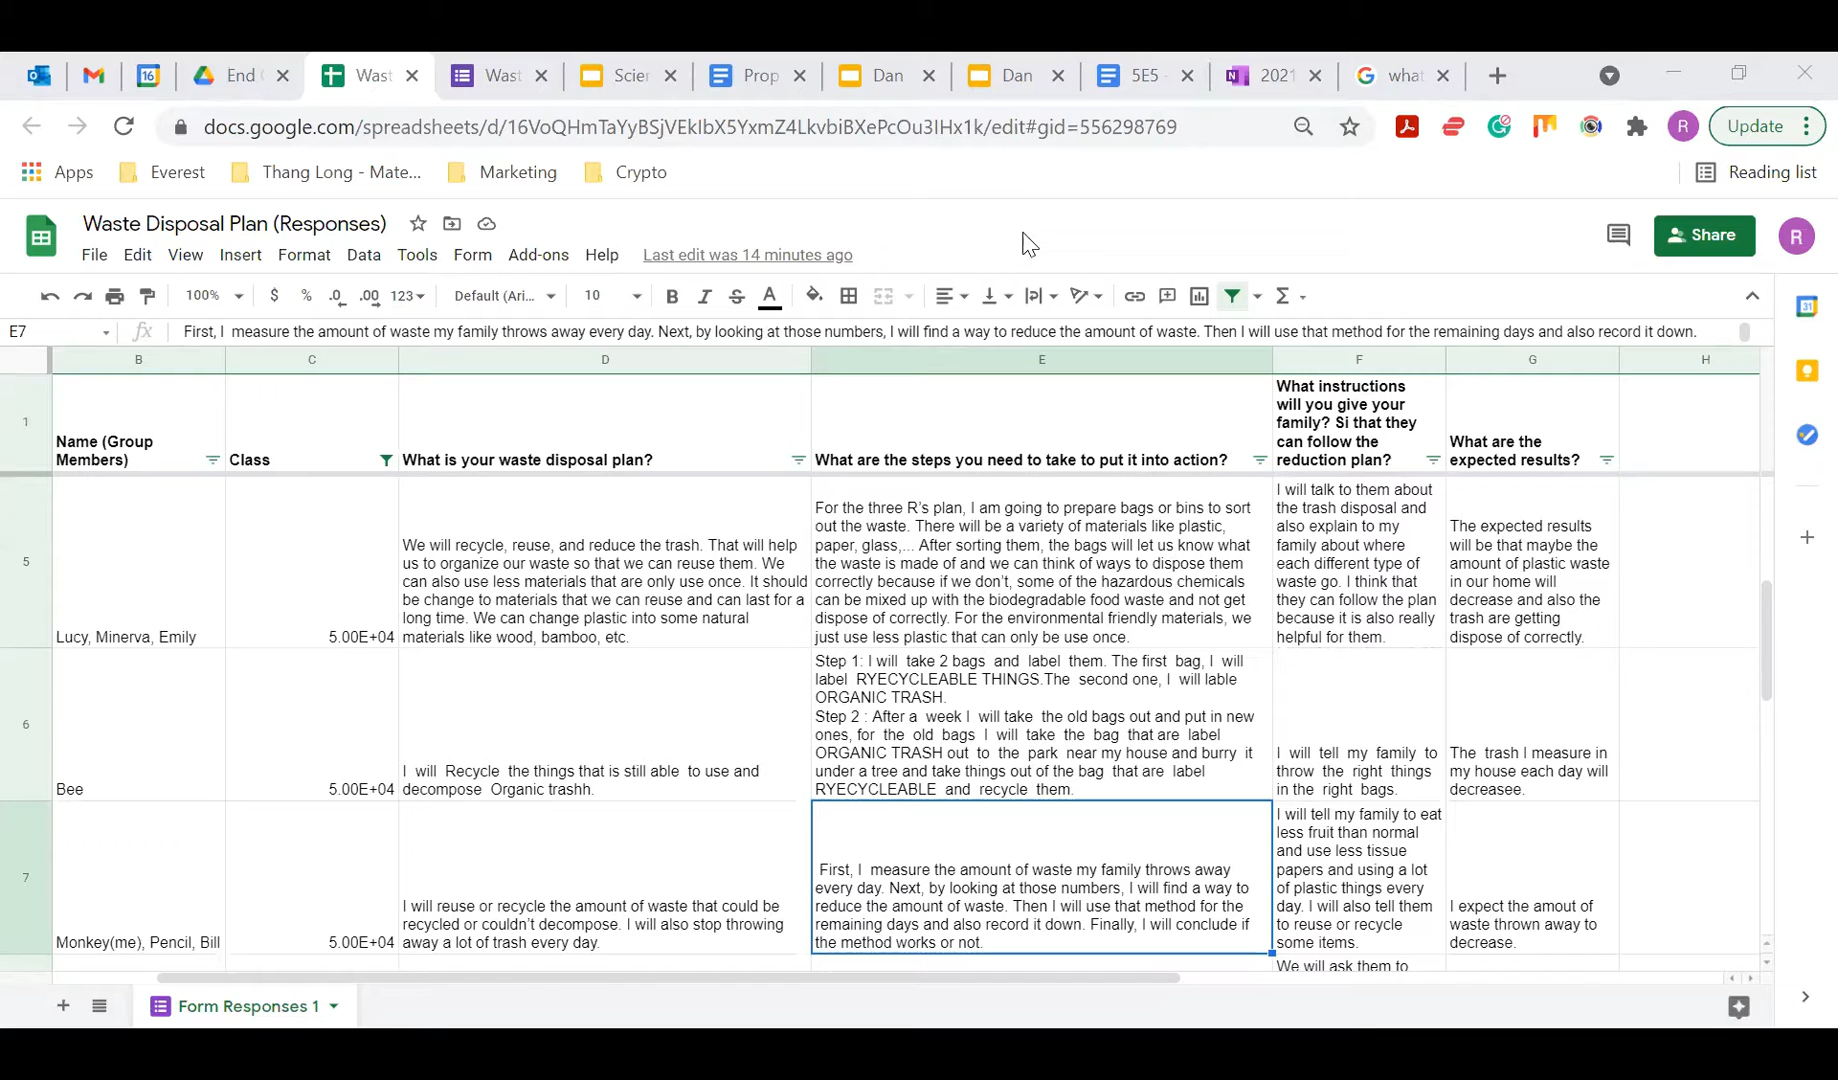 16
End
Wast
Wast
Scien
Prop
Dan
Dan
5E5 -
2021
what
docs.google.com/spreadsheets/d/16VoQHmTaYyBSjVEkIbX5YxmZ4LkvbiBXePcOu3IHx1k/edit#gid=556298769
R
Update
Apps
Everest
Thang Long - Mate...
Marketing
Crypto
Reading list
Waste Disposal Plan (Responses)
Share
R
File Edit View Insert Format Data Tools Form Add-ons Help Last edit was 14 minutes ago
100% $ % .0 .00 123 Default (Ari... 10 B I S A Σ
31
E7 fx First, I measure the amount of waste my family throws away every day. Next, by looking at those numbers, I will find a way to reduce the amount of waste. Then I will use that method for the remaining days and also record it down.
B C D E F G H
1
Name (Group
Members)
Class
What is your waste disposal plan?
What are the steps you need to take to put it into action?
What instructions
will you give your
family? Si that they
can follow the
reduction plan?
What are the
expected results?
5
Lucy, Minerva, Emily
5.00E+04
We will recycle, reuse, and reduce the trash. That will help
us to organize our waste so that we can reuse them. We
can also use less materials that are only use once. It should
be change to materials that we can reuse and can last for a
long time. We can change plastic into some natural
materials like wood, bamboo, etc.
For the three R's plan, I am going to prepare bags or bins to sort
out the waste. There will be a variety of materials like plastic,
paper, glass,... After sorting them, the bags will let us know what
the waste is made of and we can think of ways to dispose them
correctly because if we don't, some of the hazardous chemicals
can be mixed up with the biodegradable food waste and not get
dispose of correctly. For the environmental friendly materials, we
just use less plastic that can only be use once.
I will talk to them about
the trash disposal and
also explain to my
family about where
each different type of
waste go. I think that
they can follow the plan
because it is also really
helpful for them.
The expected results
will be that maybe the
amount of plastic waste
in our home will
decrease and also the
trash are getting
dispose of correctly.
6
Bee
5.00E+04
I will Recycle the things that is still able to use and
decompose Organic trashh.
Step 1: I will take 2 bags and label them. The first bag, I will
label RYECYCLEABLE THINGS.The second one, I will lable
ORGANIC TRASH.
Step 2 : After a week I will take the old bags out and put in new
ones, for the old bags I will take the bag that are label
ORGANIC TRASH out to the park near my house and burry it
under a tree and take things out of the bag that are label
RYECYCLEABLE and recycle them.
I will tell my family to
throw the right things
in the right bags.
The trash I measure in
my house each day will
decreasee.
7
Monkey(me), Pencil, Bill
5.00E+04
I will reuse or recycle the amount of waste that could be
recycled or couldn't decompose. I will also stop throwing
away a lot of trash every day.
First, I measure the amount of waste my family throws away
every day. Next, by looking at those numbers, I will find a way to
reduce the amount of waste. Then I will use that method for the
remaining days and also record it down. Finally, I will conclude if
the method works or not.
I will tell my family to eat
less fruit than normal
and use less tissue
papers and using a lot
of plastic things every
day. I will also tell them
to reuse or recycle
some items.
I expect the amout of
waste thrown away to
decrease.
We will ask them to
Form Responses 1